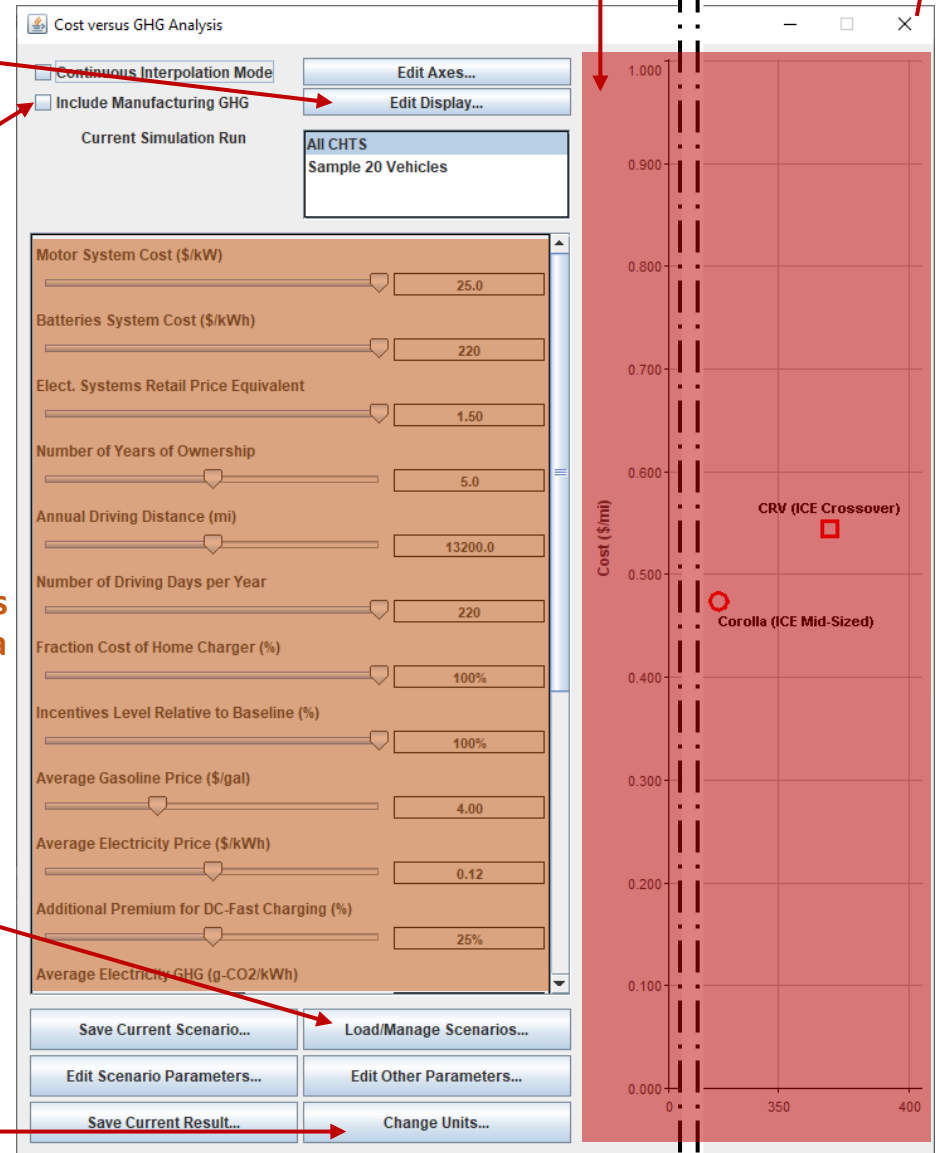 Cost versus GHG Analysis
Continuous Interpolation Mode
Edit Axes...
Include Manufacturing GHG
Edit Display...
Current Simulation Run
All CHTS
Sample 20 Vehicles
Motor System Cost ($/kW)
25.0
Batteries System Cost ($/kWh)
220
Elect. Systems Retail Price Equivalent
1.50
Number of Years of Ownership
5.0
Annual Driving Distance (mi)
13200.0
Number of Driving Days per Year
220
Fraction Cost of Home Charger (%)
100%
Incentives Level Relative to Baseline (%)
100%
Average Gasoline Price ($/gal)
4.00
Average Electricity Price ($/kWh)
0.12
Additional Premium for DC-Fast Charging (%)
25%
Average Electricity GHG (g-CO2/kWh)
Save Current Scenario...
Load/Manage Scenarios...
Edit Scenario Parameters...
Edit Other Parameters...
Save Current Result...
Change Units...
s
a
1.000
0.900
0.800
0.700
0.600
0.500
0.400
0.300
0.200
0.100
0.000
Cost ($/mi)
CRV (ICE Crossover)
Corolla (ICE Mid-Sized)
0
350
400